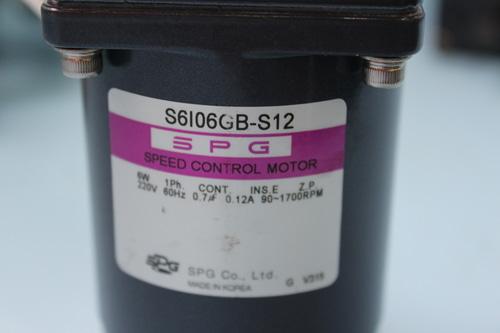 S6I06GB-S12
SPG
SPEED CONTROL MOTOR
6W 1Ph. CONT. INS.E Z.P
220V 60Hz 0.7μF 0.12A 90~1700RPM
SPG SPG Co., Ltd.
MADE IN KOREA G V315